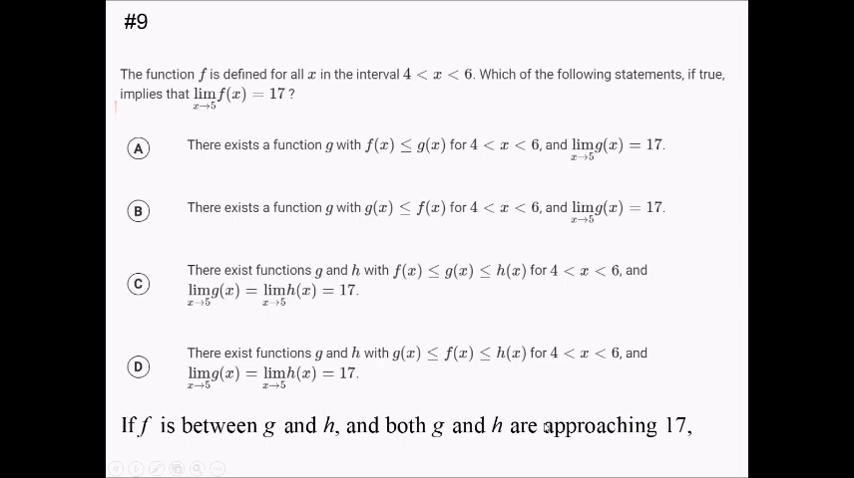 #9
The function f is defined for all x in the interval 4 < x < 6. Which of the following statements, if true,
implies that lim x→5 f(x) = 17?
A There exists a function g with f(x) ≤ g(x) for 4 < x < 6, and lim x→5 g(x) = 17.
B There exists a function g with g(x) ≤ f(x) for 4 < x < 6, and lim x→5 g(x) = 17.
C There exist functions g and h with f(x) ≤ g(x) ≤ h(x) for 4 < x < 6, and
lim x→5 g(x) = lim x→5 h(x) = 17.
D There exist functions g and h with g(x) ≤ f(x) ≤ h(x) for 4 < x < 6, and
lim x→5 g(x) = lim x→5 h(x) = 17.
If f is between g and h, and both g and h are approaching 17,